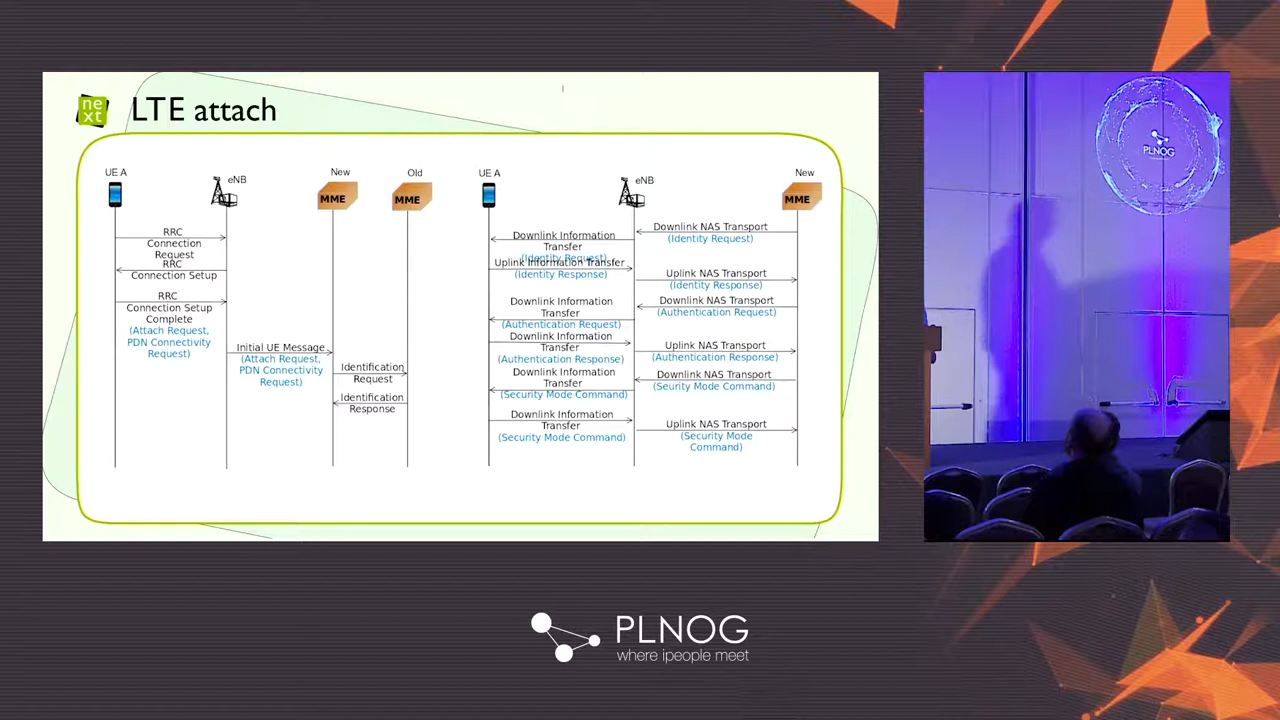 ne
xt
LTE attach
UE A
eNB
New
Old
MME
MME
RRC
Connection
Request
RRC
Connection Setup
RRC
Connection Setup
Complete
(Attach Request,
PDN Connectivity
Request)
Initial UE Message
(Attach Request,
PDN Connectivity
Request)
Identification
Request
Identification
Response
UE A
eNB
New
MME
Downlink NAS Transport
(Identity Request)
Downlink Information
Transfer
(Identity Request)
Uplink Information Transfer
(Identity Response)
Uplink NAS Transport
(Identity Response)
Downlink NAS Transport
(Authentication Request)
Downlink Information
Transfer
(Authentication Request)
Downlink Information
Transfer
(Authentication Response)
Uplink NAS Transport
(Authentication Response)
Downlink NAS Transport
(Seurity Mode Command)
Downlink Information
Transfer
(Security Mode Command)
Downlink Information
Transfer
(Security Mode Command)
Uplink NAS Transport
(Security Mode
Command)
PLNOG
PLNOG
where ipeople meet